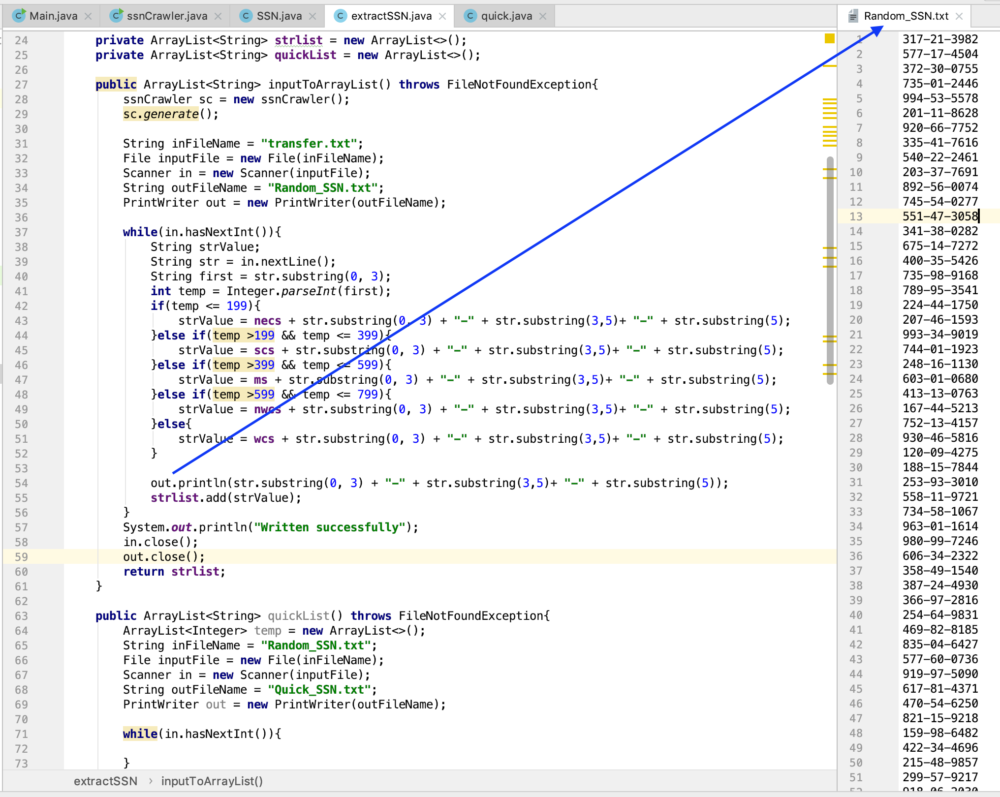 Main.java ssnCrawler.java SSN.java extractSSN.java quick.java
24 private ArrayList<String> strlist = new ArrayList<>();
25 private ArrayList<String> quickList = new ArrayList<>();
26
27 public ArrayList<String> inputToArrayList() throws FileNotFoundException{
28 ssnCrawler sc = new ssnCrawler();
29 sc.generate();
30
31 String inFileName = "transfer.txt";
32 File inputFile = new File(inFileName);
33 Scanner in = new Scanner(inputFile);
34 String outFileName = "Random_SSN.txt";
35 PrintWriter out = new PrintWriter(outFileName);
36
37 while(in.hasNextInt()){
38 String strValue;
39 String str = in.nextLine();
40 String first = str.substring(0, 3);
41 int temp = Integer.parseInt(first);
42 if(temp <= 199){
43 strValue = necs + str.substring(0, 3) + "-" + str.substring(3,5)+ "-" + str.substring(5);
44 }else if(temp >199 && temp <= 399){
45 strValue = scs + str.substring(0, 3) + "-" + str.substring(3,5)+ "-" + str.substring(5);
46 }else if(temp >399 && temp <= 599){
47 strValue = ms + str.substring(0, 3) + "-" + str.substring(3,5)+ "-" + str.substring(5);
48 }else if(temp >599 && temp <= 799){
49 strValue = nwcs + str.substring(0, 3) + "-" + str.substring(3,5)+ "-" + str.substring(5);
50 }else{
51 strValue = wcs + str.substring(0, 3) + "-" + str.substring(3,5)+ "-" + str.substring(5);
52 }
53
54 out.println(str.substring(0, 3) + "-" + str.substring(3,5)+ "-" + str.substring(5));
55 strlist.add(strValue);
56 }
57 System.out.println("Written successfully");
58 in.close();
59 out.close();
60 return strlist;
61 }
62
63 public ArrayList<String> quickList() throws FileNotFoundException{
64 ArrayList<Integer> temp = new ArrayList<>();
65 String inFileName = "Random_SSN.txt";
66 File inputFile = new File(inFileName);
67 Scanner in = new Scanner(inputFile);
68 String outFileName = "Quick_SSN.txt";
69 PrintWriter out = new PrintWriter(outFileName);
70
71 while(in.hasNextInt()){
72
73 }
extractSSN › inputToArrayList()
Random_SSN.txt
1 317-21-3982
2 577-17-4504
3 372-30-0755
4 735-01-2446
5 994-53-5578
6 201-11-8628
7 920-66-7752
8 335-41-7616
9 540-22-2461
10 203-37-7691
11 892-56-0074
12 745-54-0277
13 551-47-3058
14 341-38-0282
15 675-14-7272
16 400-35-5426
17 735-98-9168
18 789-95-3541
19 224-44-1750
20 207-46-1593
21 993-34-9019
22 744-01-1923
23 248-16-1130
24 603-01-0680
25 413-13-0763
26 167-44-5213
27 752-13-4157
28 930-46-5816
29 120-09-4275
30 188-15-7844
31 253-93-3010
32 558-11-9721
33 734-58-1067
34 963-01-1614
35 980-99-7246
36 606-34-2322
37 358-49-1540
38 387-24-4930
39 366-97-2816
40 254-64-9831
41 469-82-8185
42 835-04-6427
43 577-60-0736
44 919-97-5090
45 617-81-4371
46 470-54-6250
47 821-15-9218
48 159-98-6482
49 422-34-4696
50 215-48-9857
51 299-57-9217